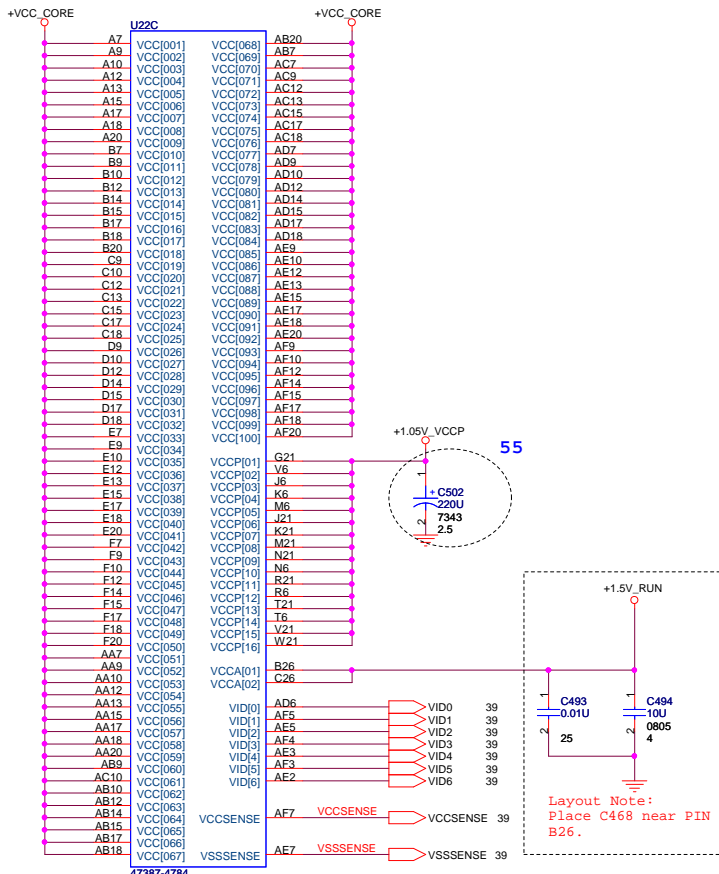 +VCC_CORE
+VCC_CORE
U22C
A7 VCC[001] VCC[068] AB20
A9 VCC[002] VCC[069] AB7
A10 VCC[003] VCC[070] AC7
A12 VCC[004] VCC[071] AC9
A13 VCC[005] VCC[072] AC12
A15 VCC[006] VCC[073] AC13
A17 VCC[007] VCC[074] AC15
A18 VCC[008] VCC[075] AC17
A20 VCC[009] VCC[076] AC18
B7 VCC[010] VCC[077] AD7
B9 VCC[011] VCC[078] AD9
B10 VCC[012] VCC[079] AD10
B12 VCC[013] VCC[080] AD12
B14 VCC[014] VCC[081] AD14
B15 VCC[015] VCC[082] AD15
B17 VCC[016] VCC[083] AD17
B18 VCC[017] VCC[084] AD18
B20 VCC[018] VCC[085] AE9
C9 VCC[019] VCC[086] AE10
C10 VCC[020] VCC[087] AE12
C12 VCC[021] VCC[088] AE13
C13 VCC[022] VCC[089] AE15
C15 VCC[023] VCC[090] AE17
C17 VCC[024] VCC[091] AE18
C18 VCC[025] VCC[092] AE20
D9 VCC[026] VCC[093] AF9
D10 VCC[027] VCC[094] AF10
D12 VCC[028] VCC[095] AF12
D14 VCC[029] VCC[096] AF14
D15 VCC[030] VCC[097] AF15
D17 VCC[031] VCC[098] AF17
D18 VCC[032] VCC[099] AF18
E7 VCC[033] VCC[100] AF20
E9 VCC[034]
E10 VCC[035] VCCP[01] G21
E12 VCC[036] VCCP[02] V6
E13 VCC[037] VCCP[03] J6
E15 VCC[038] VCCP[04] K6
E17 VCC[039] VCCP[05] M6
E18 VCC[040] VCCP[06] J21
E20 VCC[041] VCCP[07] K21
F7 VCC[042] VCCP[08] M21
F9 VCC[043] VCCP[09] N21
F10 VCC[044] VCCP[10] N6
F12 VCC[045] VCCP[11] R21
F14 VCC[046] VCCP[12] R6
F15 VCC[047] VCCP[13] T21
F17 VCC[048] VCCP[14] T6
F18 VCC[049] VCCP[15] V21
F20 VCC[050] VCCP[16] W21
AA7 VCC[051]
AA9 VCC[052] VCCA[01] B26
AA10 VCC[053] VCCA[02] C26
AA12 VCC[054]
AA13 VCC[055] VID[0] AD6 VID0 39
AA15 VCC[056] VID[1] AF5 VID1 39
AA17 VCC[057] VID[2] AE5 VID2 39
AA18 VCC[058] VID[3] AF4 VID3 39
AA20 VCC[059] VID[4] AE3 VID4 39
AB9 VCC[060] VID[5] AF3 VID5 39
AC10 VCC[061] VID[6] AE2 VID6 39
AB10 VCC[062]
AB12 VCC[063]
AB14 VCC[064] VCCSENSE AF7 VCCSENSE VCCSENSE 39
AB15 VCC[065]
AB17 VCC[066]
AB18 VCC[067] VSSSENSE AE7 VSSSENSE VSSSENSE 39
47387-4784
+1.05V_VCCP
55
1
+
C502
220U
7343
2
2.5
+1.5V_RUN
1
C493
0.01U
2
25
1
C494
10U
0805
2
4
Layout Note:
Place C468 near PIN
B26.